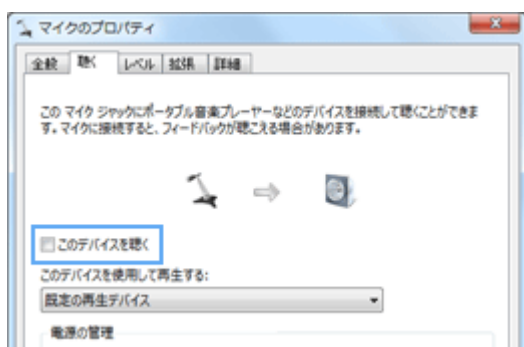 マイクのプロパティ
全般 聴く レベル 拡張 詳細
この マイク ジャックにポータブル音楽プレーヤーなどのデバイスを接続して聴くことができま
す。マイクに接続すると、フィードバックが聴こえる場合があります。
このデバイスを聴く
このデバイスを使用して再生する:
既定の再生デバイス
電源の管理